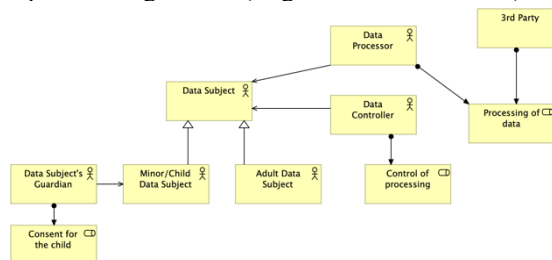 Data
Processor
3rd Party
Data Subject
Data
Controller
Processing of
data
Data Subject's
Guardian
Minor/Child
Data Subject
Adult Data
Subject
Control of
processing
Consent for
the child